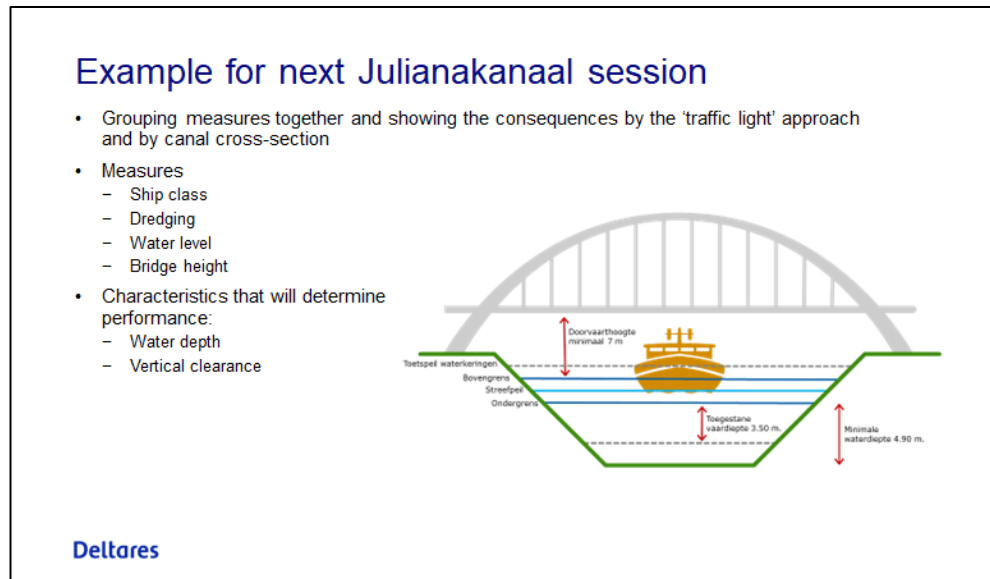 Example for next Julianakanaal session
• Grouping measures together and showing the consequences by the ‘traffic light’ approach
and by canal cross-section
• Measures
– Ship class
– Dredging
– Water level
– Bridge height
• Characteristics that will determine
performance:
– Water depth
– Vertical clearance
Doorvaarthoogte
minimaal 7 m
Toetspeil waterkeringen
Bovengrens
Streefpeil
Ondergrens
Toegestane
vaardiepte 3.50 m.
Minimale
waterdiepte 4.90 m.
Deltares